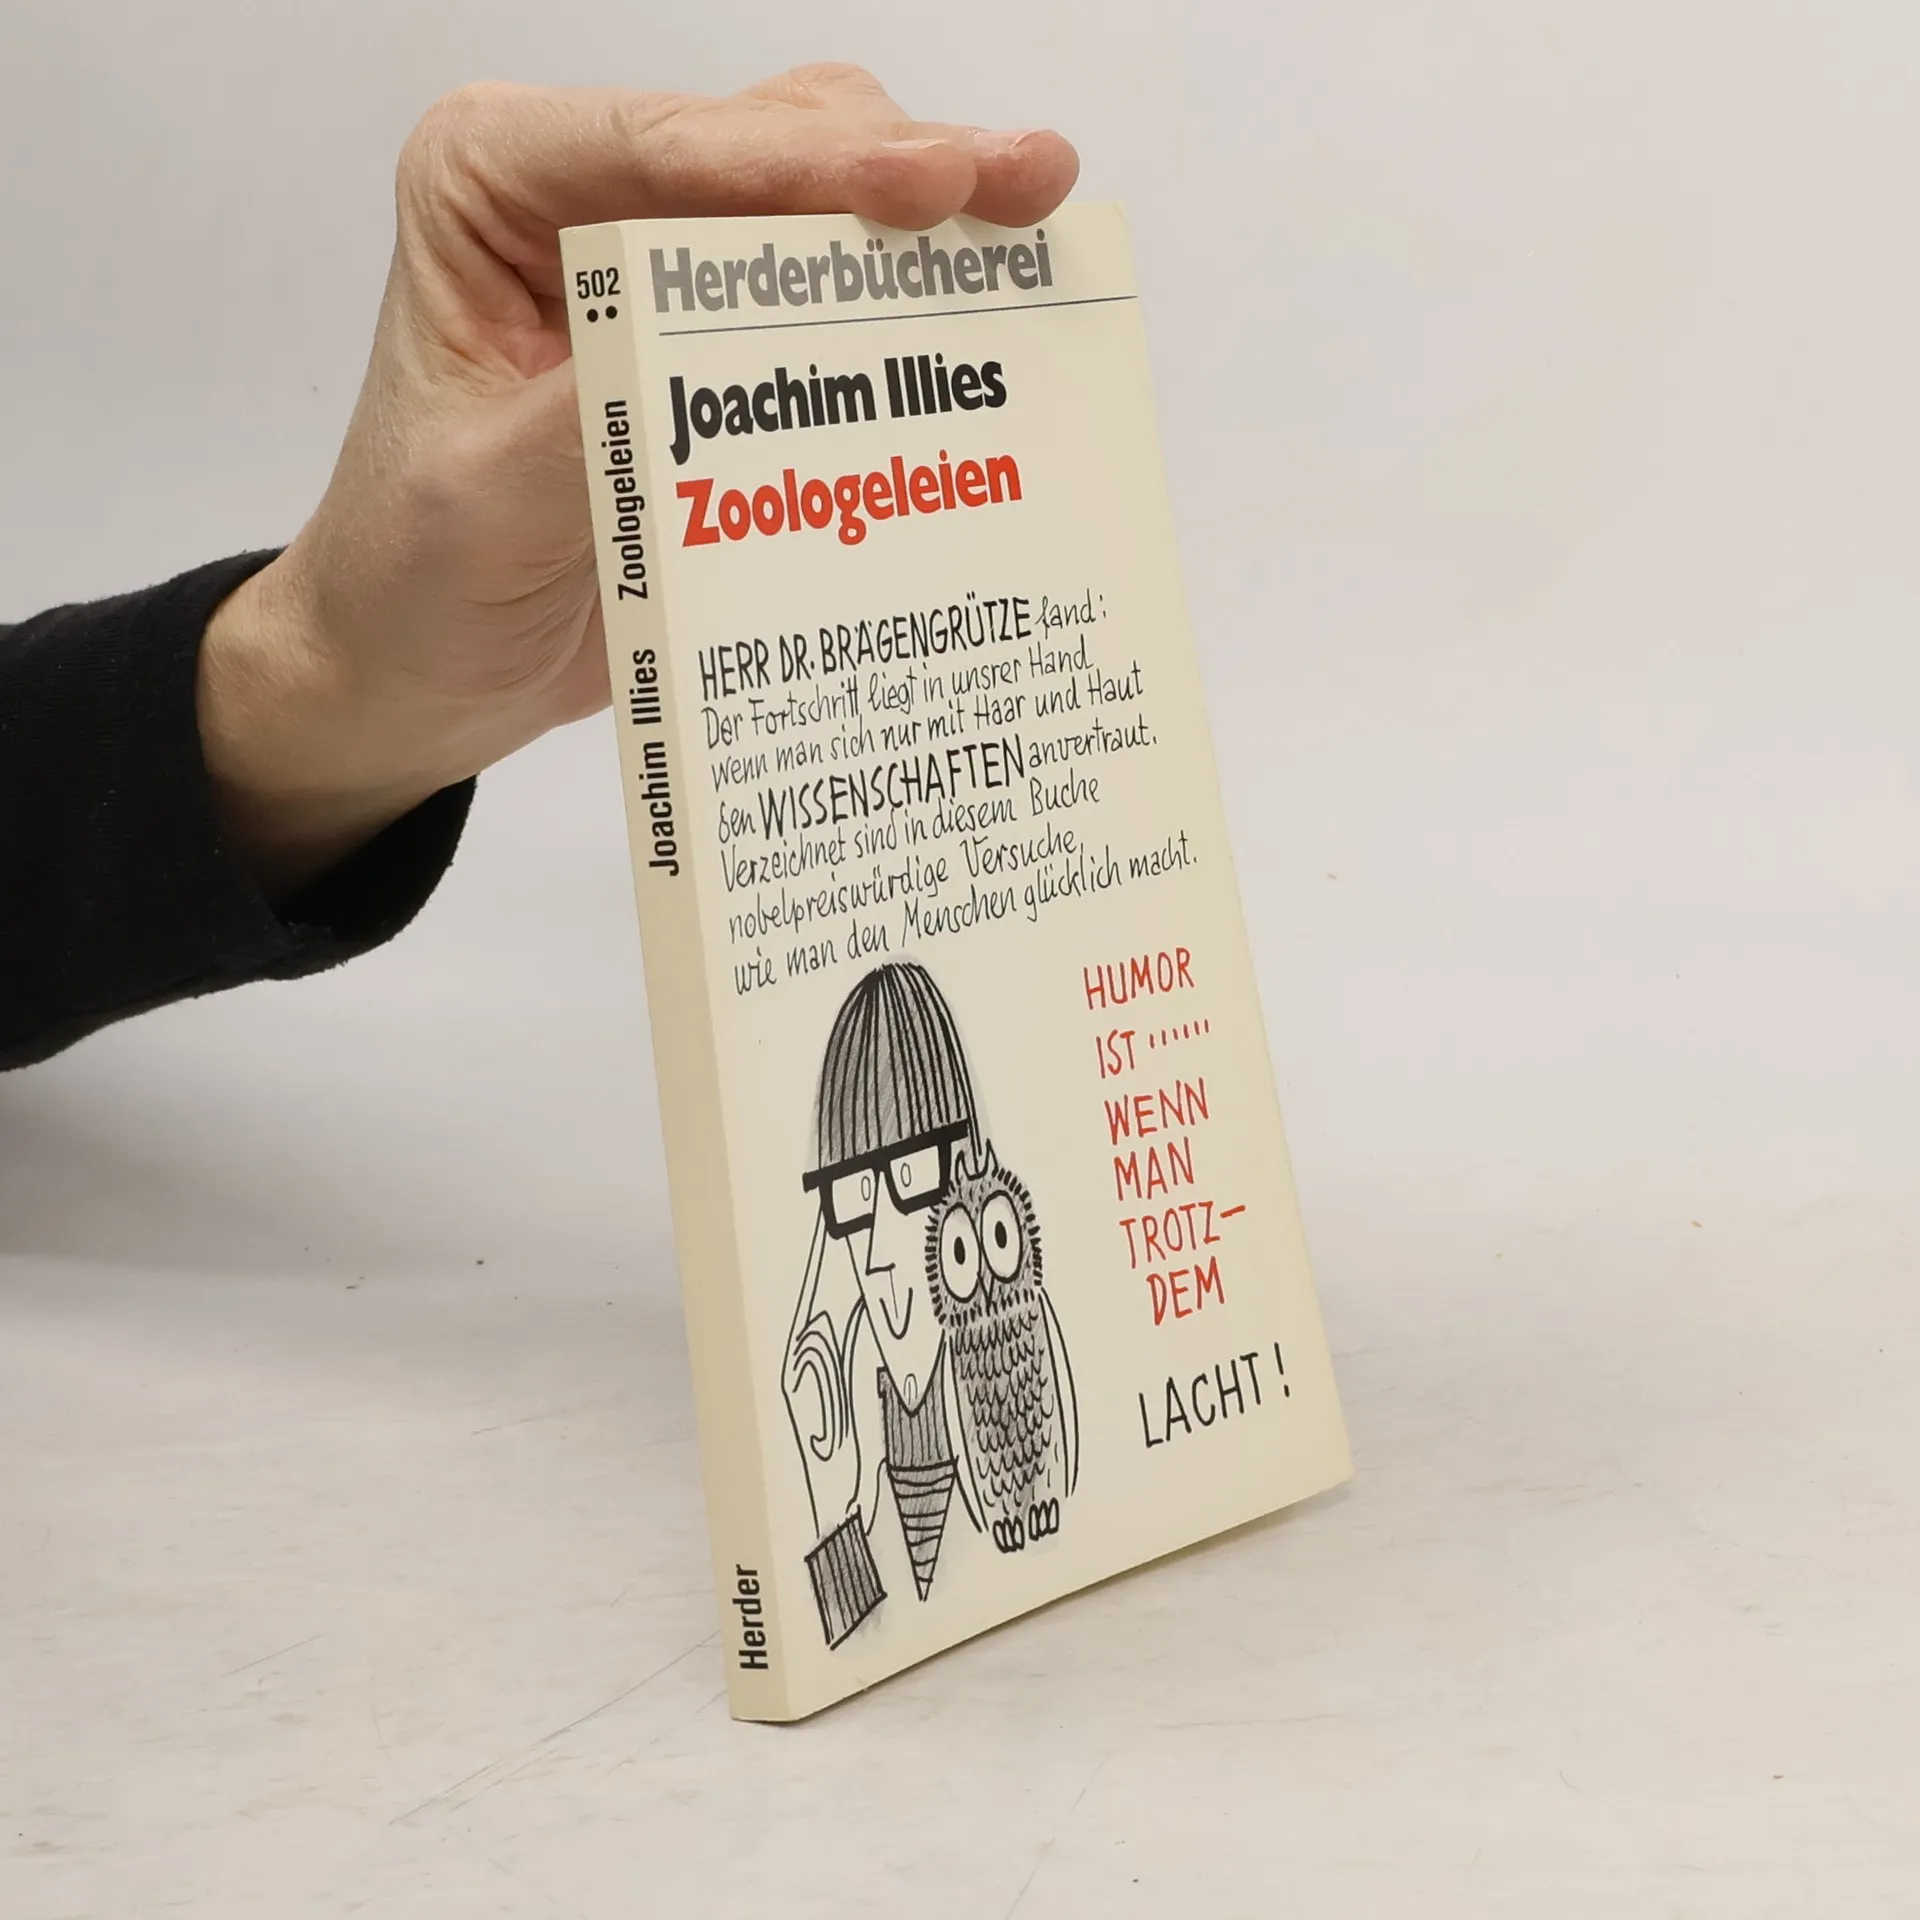 Herderbücherei
Joachim Illies
Zoologeleien
HERR DR. BRÄGENGRÜTZE fand:
Der Fortschritt liegt in unsrer Hand
wenn man sich nur mit Haar und Haut
den WISSENSCHAFTEN anvertraut.
Verzeichnet sind in diesem Buche
nobelpreiswürdige Versuche,
wie man den Menschen glücklich macht.
HUMOR
IST ......
WENN
MAN
TROTZ-
DEM
LACHT!
502
Joachim Illies Zoologeleien
Herder